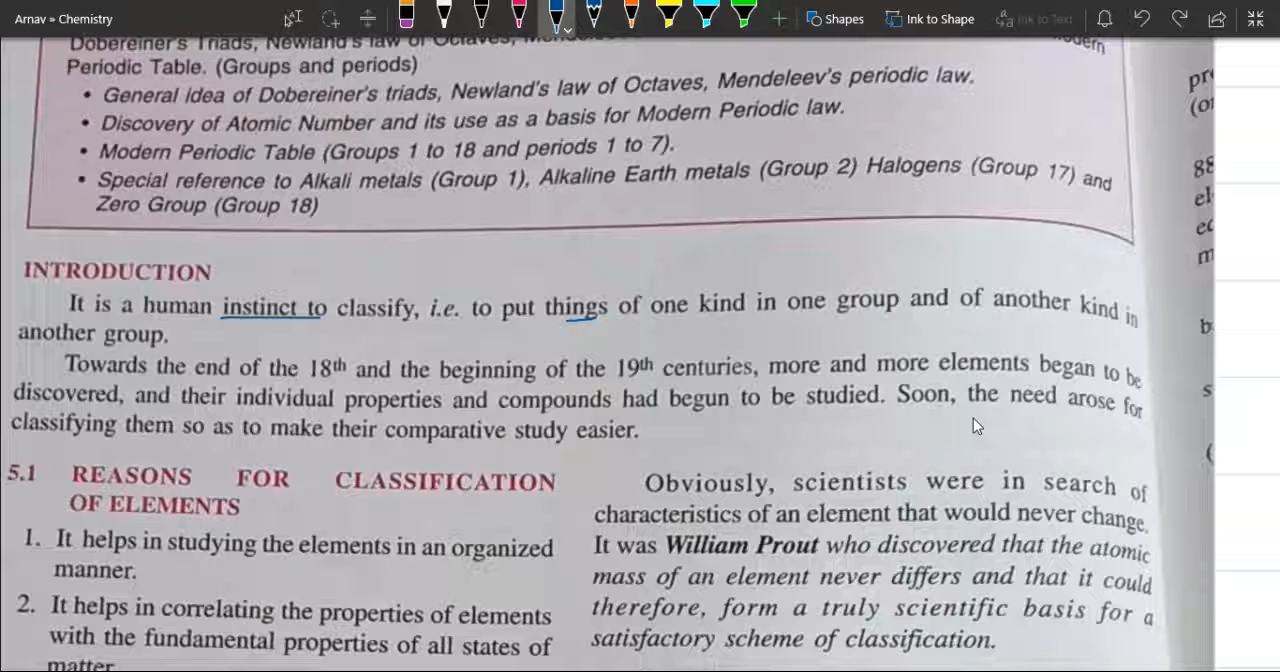 Arnav » Chemistry
Shapes
Ink to Shape
Ink to Text
Dobereiner's Triads, Newland's law of Octaves,
Periodic Table. (Groups and periods)
• General idea of Dobereiner's triads, Newland's law of Octaves, Mendeleev's periodic law.
• Discovery of Atomic Number and its use as a basis for Modern Periodic law.
• Modern Periodic Table (Groups 1 to 18 and periods 1 to 7).
• Special reference to Alkali metals (Group 1), Alkaline Earth metals (Group 2) Halogens (Group 17) and
Zero Group (Group 18)
INTRODUCTION
It is a human instinct to classify, i.e. to put things of one kind in one group and of another kind in
another group.
Towards the end of the 18th and the beginning of the 19th centuries, more and more elements began to be
discovered, and their individual properties and compounds had begun to be studied. Soon, the need arose for
classifying them so as to make their comparative study easier.
5.1 REASONS FOR CLASSIFICATION
OF ELEMENTS
1. It helps in studying the elements in an organized
manner.
2. It helps in correlating the properties of elements
with the fundamental properties of all states of
matter
Obviously, scientists were in search of
characteristics of an element that would never change.
It was William Prout who discovered that the atomic
mass of an element never differs and that it could
therefore, form a truly scientific basis for a
satisfactory scheme of classification.